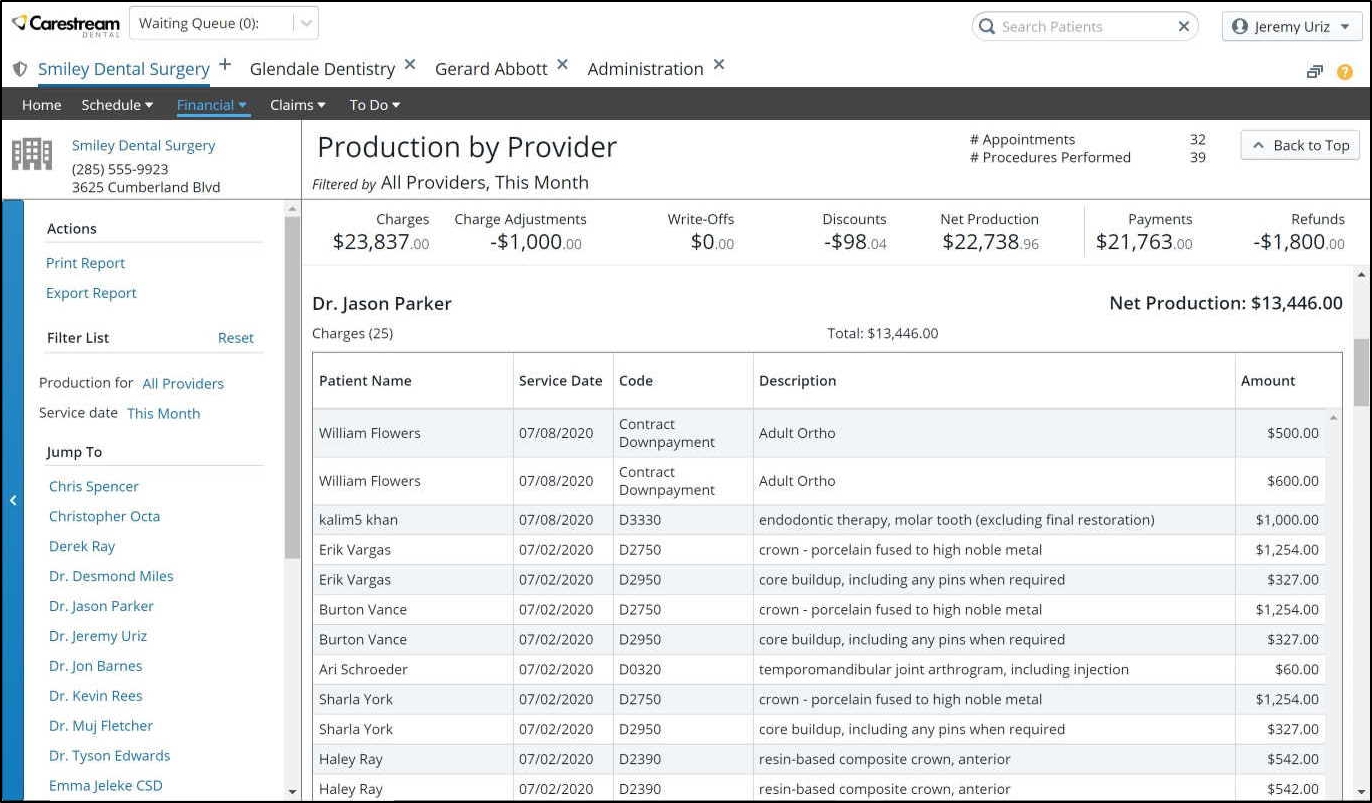 Carestream DENTAL Waiting Queue (0): Search Patients Jeremy Uriz
Smiley Dental Surgery Glendale Dentistry Gerard Abbott Administration
Home Schedule Financial Claims To Do
Smiley Dental Surgery
(285) 555-9923
3625 Cumberland Blvd
Production by Provider
Filtered by All Providers, This Month
# Appointments 32
# Procedures Performed 39
Back to Top
Actions
Print Report
Export Report
Filter List Reset
Production for All Providers
Service date This Month
Jump To
Chris Spencer
Christopher Octa
Derek Ray
Dr. Desmond Miles
Dr. Jason Parker
Dr. Jeremy Uriz
Dr. Jon Barnes
Dr. Kevin Rees
Dr. Muj Fletcher
Dr. Tyson Edwards
Emma Jeleke CSD
Charges Charge Adjustments Write-Offs Discounts Net Production Payments Refunds
$23,837.00 -$1,000.00 $0.00 -$98.04 $22,738.96 $21,763.00 -$1,800.00
Dr. Jason Parker Net Production: $13,446.00
Charges (25) Total: $13,446.00
Patient Name Service Date Code Description Amount
William Flowers 07/08/2020 Contract Downpayment Adult Ortho $500.00
William Flowers 07/08/2020 Contract Downpayment Adult Ortho $600.00
kalim5 khan 07/08/2020 D3330 endodontic therapy, molar tooth (excluding final restoration) $1,000.00
Erik Vargas 07/02/2020 D2750 crown - porcelain fused to high noble metal $1,254.00
Erik Vargas 07/02/2020 D2950 core buildup, including any pins when required $327.00
Burton Vance 07/02/2020 D2750 crown - porcelain fused to high noble metal $1,254.00
Burton Vance 07/02/2020 D2950 core buildup, including any pins when required $327.00
Ari Schroeder 07/02/2020 D0320 temporomandibular joint arthrogram, including injection $60.00
Sharla York 07/02/2020 D2750 crown - porcelain fused to high noble metal $1,254.00
Sharla York 07/02/2020 D2950 core buildup, including any pins when required $327.00
Haley Ray 07/02/2020 D2390 resin-based composite crown, anterior $542.00
Haley Ray 07/02/2020 D2390 resin-based composite crown, anterior $542.00